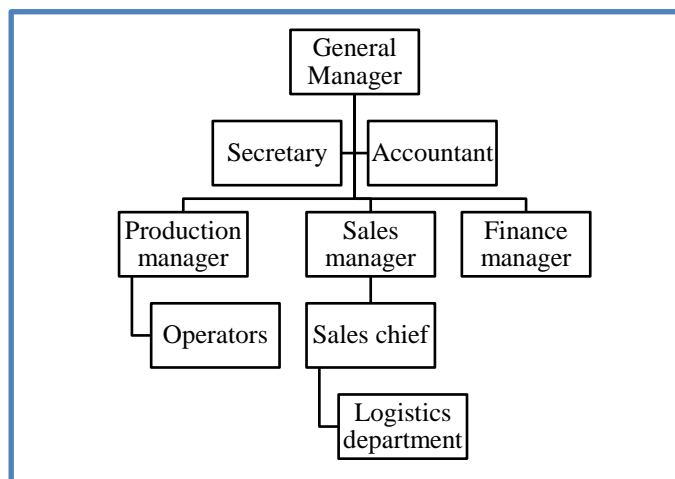 General
Manager
Secretary
Accountant
Production
manager
Sales
manager
Finance
manager
Operators
Sales chief
Logistics
department